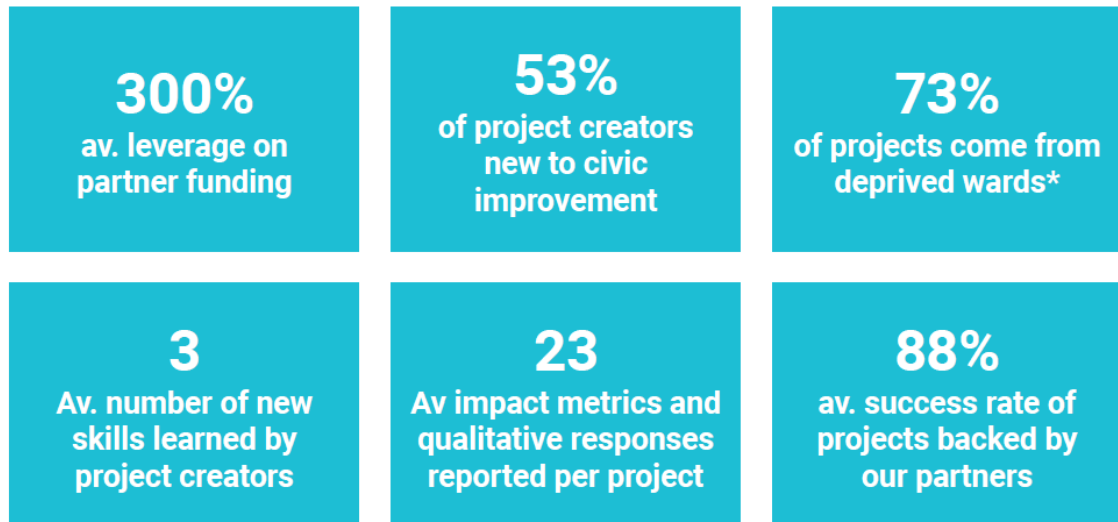 300%
av. leverage on
partner funding
53%
of project creators
new to civic
improvement
73%
of projects come from
deprived wards*
3
Av. number of new
skills learned by
project creators
23
Av impact metrics and
qualitative responses
reported per project
88%
av. success rate of
projects backed by
our partners